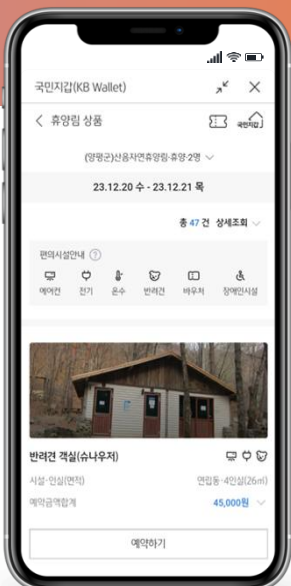 국민지갑(KB Wallet)
휴양림 상품
국민지갑
(양평군)산음자연휴양림·휴양·2명
23.12.20 수 - 23.12.21 목
총 47 건 상세조회
편의시설안내 ?
에어컨 전기 온수 반려견 바우처 장애인시설
반려견 객실(슈나우저)
시설·인실(면적) 연립동·4인실(26㎡)
예약금액합계 45,000원
예약하기